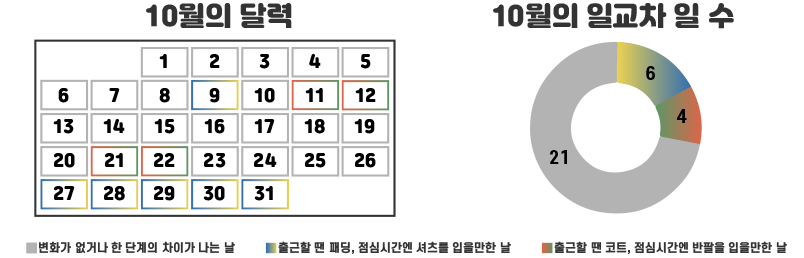 10월의 달력
1 2 3 4 5
6 7 8 9 10 11 12
13 14 15 16 17 18 19
20 21 22 23 24 25 26
27 28 29 30 31
10월의 일교차 일 수
6
4
21
변화가 없거나 한 단계의 차이가 나는 날
출근할 땐 패딩, 점심시간엔 셔츠를 입을만한 날
출근할 땐 코트, 점심시간엔 반팔을 입을만한 날